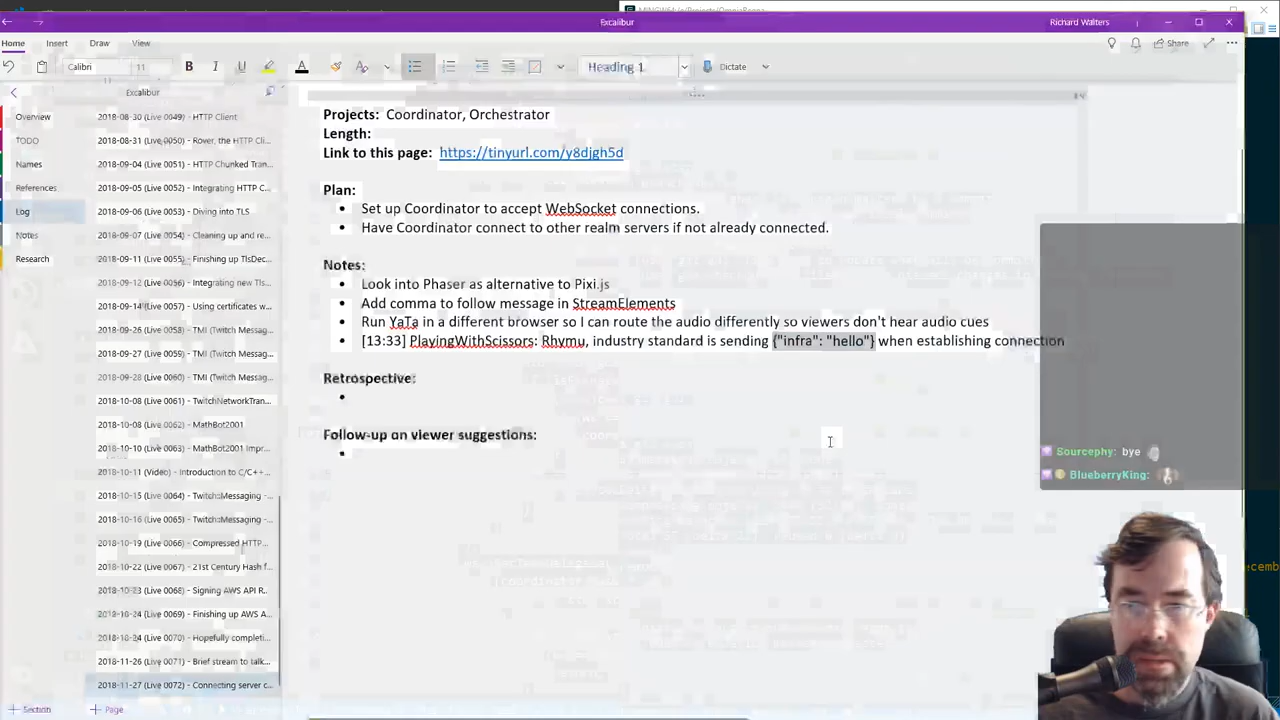 Excalibur
Richard Walters
Home Insert Draw View
Share
Calibri 11 B I U A Heading 1 Dictate
Excalibur
Overview
TODO
Names
References
Log
Notes
Research
2018-08-30 (Live 0049) - HTTP Client
2018-08-31 (Live 0050) - Rover, the HTTP Cli...
2018-09-04 (Live 0051) - HTTP Chunked Tran...
2018-09-05 (Live 0052) - Integrating HTTP C...
2018-09-06 (Live 0053) - Diving into TLS
2018-09-07 (Live 0054) - Cleaning up and re...
2018-09-11 (Live 0055) - Finishing up TlsDec...
2018-09-12 (Live 0056) - Integrating new Tls...
2018-09-14 (Live 0057) - Using certificates w...
2018-09-26 (Live 0058) - TMI (Twitch Messag...
2018-09-27 (Live 0059) - TMI (Twitch Messag...
2018-09-28 (Live 0060) - TMI (Twitch Messag...
2018-10-08 (Live 0061) - TwitchNetworkTran...
2018-10-08 (Live 0062) - MathBot2001
2018-10-10 (Live 0063) - MathBot2001 Impr...
2018-10-11 (Video) - Introduction to C/C++...
2018-10-15 (Live 0064) - Twitch::Messaging -...
2018-10-16 (Live 0065) - Twitch::Messaging -...
2018-10-19 (Live 0066) - Compressed HTTP...
2018-10-22 (Live 0067) - 21st Century Hash f...
2018-10-23 (Live 0068) - Signing AWS API R...
2018-10-24 (Live 0069) - Finishing up AWS A...
2018-10-24 (Live 0070) - Hopefully completi...
2018-11-26 (Live 0071) - Brief stream to talk...
2018-11-27 (Live 0072) - Connecting server c...
+ Section + Page
Projects: Coordinator, Orchestrator
Length:
Link to this page: https://tinyurl.com/y8djgh5d
Plan:
• Set up Coordinator to accept WebSocket connections.
• Have Coordinator connect to other realm servers if not already connected.
Notes:
• Look into Phaser as alternative to Pixi.js
• Add comma to follow message in StreamElements
• Run YaTa in a different browser so I can route the audio differently so viewers don't hear audio cues
• [13:33] PlayingWithScissors: Rhymu, industry standard is sending {"infra": "hello"} when establishing connection
Retrospective:
•
Follow-up on viewer suggestions:
•
Sourcephy: bye
BlueberryKing: